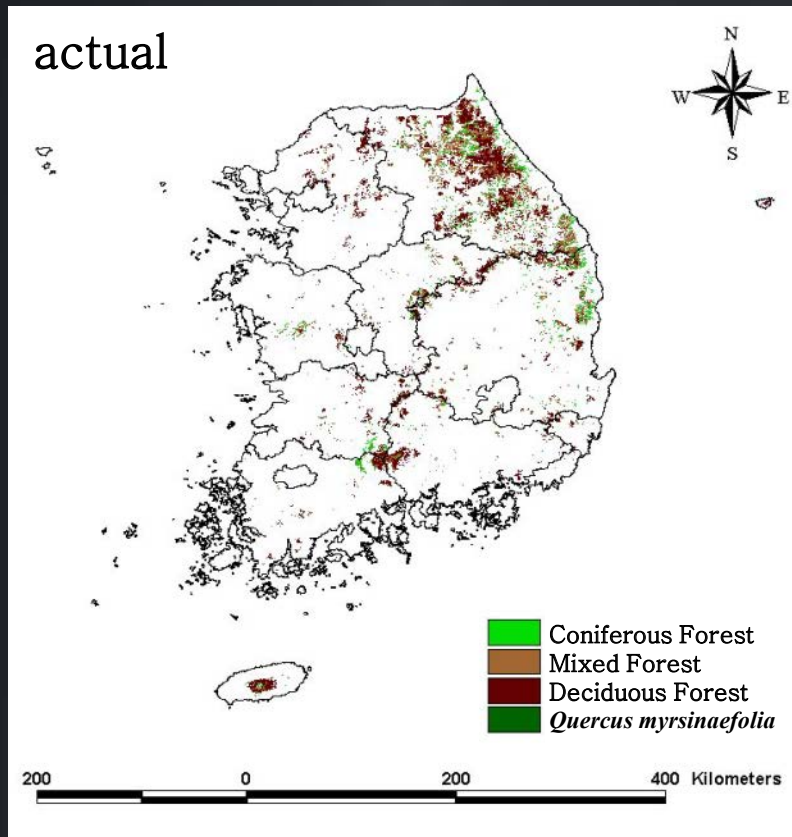 actual
N
W E
S
Coniferous Forest
Mixed Forest
Deciduous Forest
Quercus myrsinaefolia
200 0 200 400 Kilometers